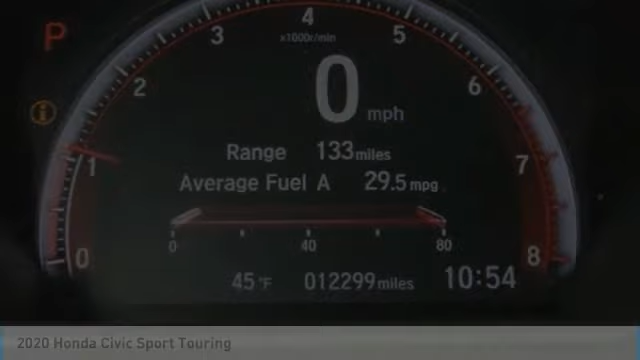 P
4
3
5
x1000r/min
2
6
0 mph
i
Range 133 miles
1
7
Average Fuel A 29.5 mpg
0 40 80
0
8
45°F 012299 miles 10:54
2020 Honda Civic Sport Touring